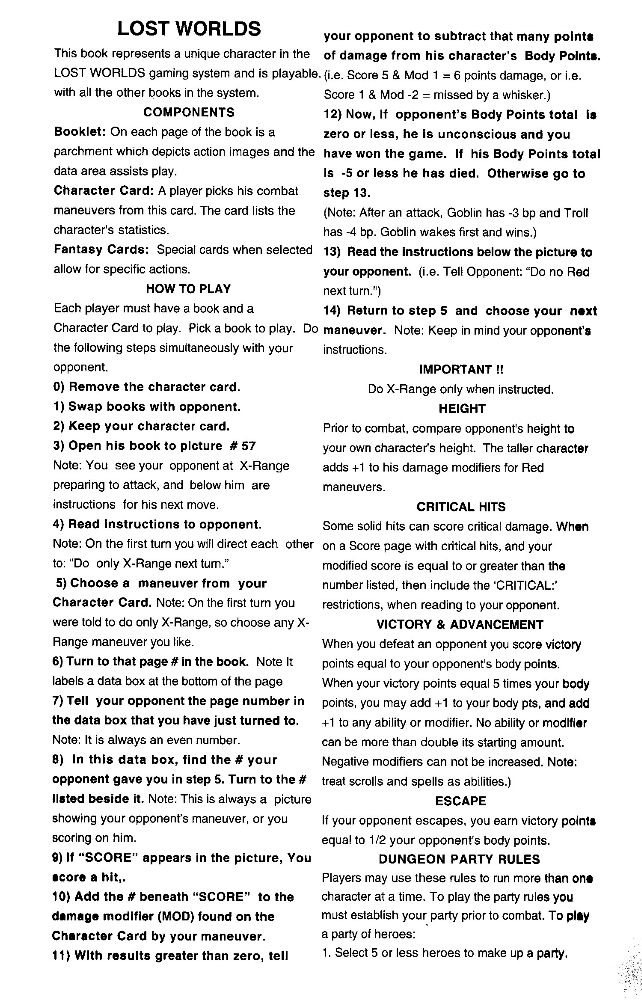 LOST WORLDS
This book represents a unique character in the
LOST WORLDS gaming system and is playable.
with all the other books in the system.
COMPONENTS
Booklet: On each page of the book is a
parchment which depicts action images and the
data area assists play.
Character Card: A player picks his combat
maneuvers from this card. The card lists the
character's statistics.
Fantasy Cards: Special cards when selected
allow for specific actions.
HOW TO PLAY
Each player must have a book and a
Character Card to play. Pick a book to play. Do
the following steps simultaneously with your
opponent.
0) Remove the character card.
1) Swap books with opponent.
2) Keep your character card.
3) Open his book to picture # 57
Note: You see your opponent at X-Range
preparing to attack, and below him are
instructions for his next move.
4) Read Instructions to opponent.
Note: On the first turn you will direct each other
to: "Do only X-Range next turn."
5) Choose a maneuver from your
Character Card. Note: On the first turn you
were told to do only X-Range, so choose any X-
Range maneuver you like.
6) Turn to that page # in the book. Note It
labels a data box at the bottom of the page
7) Tell your opponent the page number in
the data box that you have just turned to.
Note: It is always an even number.
8) In this data box, find the # your
opponent gave you in step 5. Turn to the #
listed beside it. Note: This is always a picture
showing your opponent's maneuver, or you
scoring on him.
9) If "SCORE" appears in the picture, You
score a hit,.
10) Add the # beneath "SCORE" to the
damage modifier (MOD) found on the
Character Card by your maneuver.
11) With results greater than zero, tell
your opponent to subtract that many points
of damage from his character's Body Points.
(i.e. Score 5 & Mod 1 = 6 points damage, or i.e.
Score 1 & Mod -2 = missed by a whisker.)
12) Now, If opponent's Body Points total is
zero or less, he is unconscious and you
have won the game. If his Body Points total
is -5 or less he has died. Otherwise go to
step 13.
(Note: After an attack, Goblin has -3 bp and Troll
has -4 bp. Goblin wakes first and wins.)
13) Read the Instructions below the picture to
your opponent. (i.e. Tell Opponent: "Do no Red
next turn.")
14) Return to step 5 and choose your next
maneuver. Note: Keep in mind your opponent's
instructions.
IMPORTANT !!
Do X-Range only when instructed.
HEIGHT
Prior to combat, compare opponent's height to
your own character's height. The taller character
adds +1 to his damage modifiers for Red
maneuvers.
CRITICAL HITS
Some solid hits can score critical damage. When
on a Score page with critical hits, and your
modified score is equal to or greater than the
number listed, then include the 'CRITICAL:'
restrictions, when reading to your opponent.
VICTORY & ADVANCEMENT
When you defeat an opponent you score victory
points equal to your opponent's body points.
When your victory points equal 5 times your body
points, you may add +1 to your body pts, and add
+1 to any ability or modifier. No ability or modifier
can be more than double its starting amount.
Negative modifiers can not be increased. Note:
treat scrolls and spells as abilities.)
ESCAPE
If your opponent escapes, you earn victory points
equal to 1/2 your opponent's body points.
DUNGEON PARTY RULES
Players may use these rules to run more than one
character at a time. To play the party rules you
must establish your party prior to combat. To play
a party of heroes:
1. Select 5 or less heroes to make up a party.